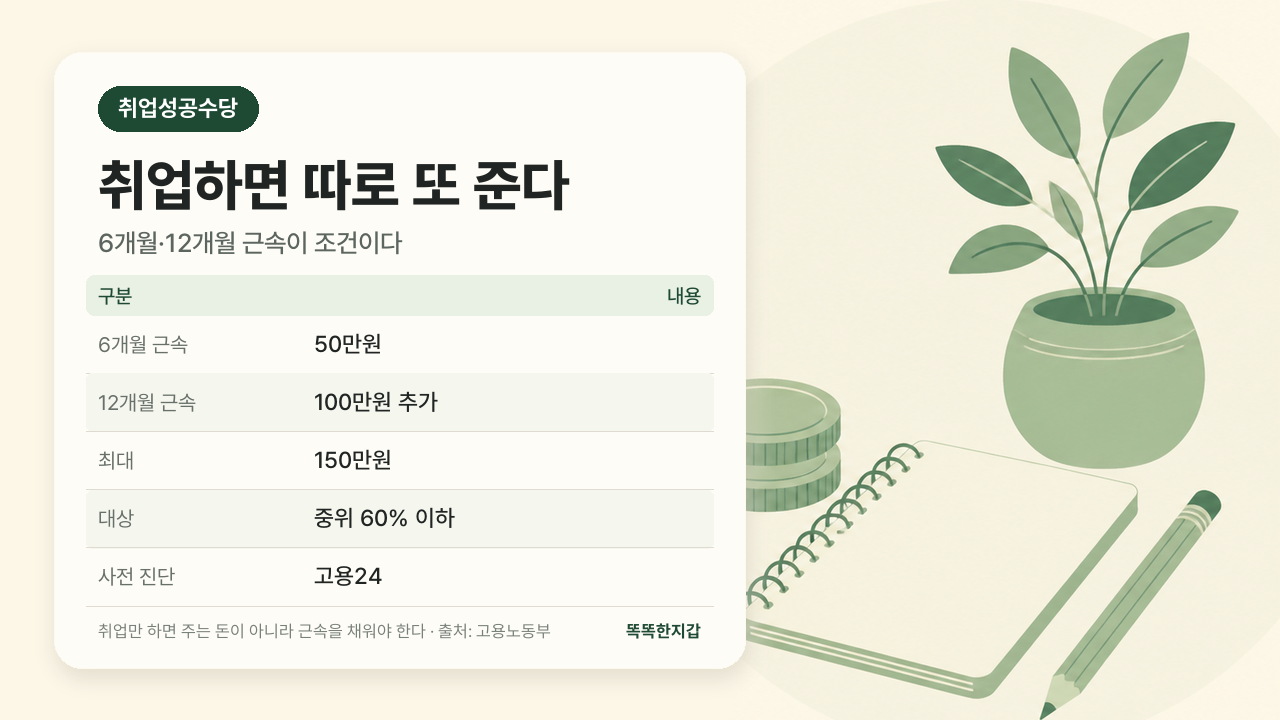 취업성공수당
취업하면 따로 또 준다
6개월·12개월 근속이 조건이다
구분 내용
6개월 근속 50만원
12개월 근속 100만원 추가
최대 150만원
대상 중위 60% 이하
사전 진단 고용24
취업만 하면 주는 돈이 아니라 근속을 채워야 한다 · 출처: 고용노동부 똑똑한지갑